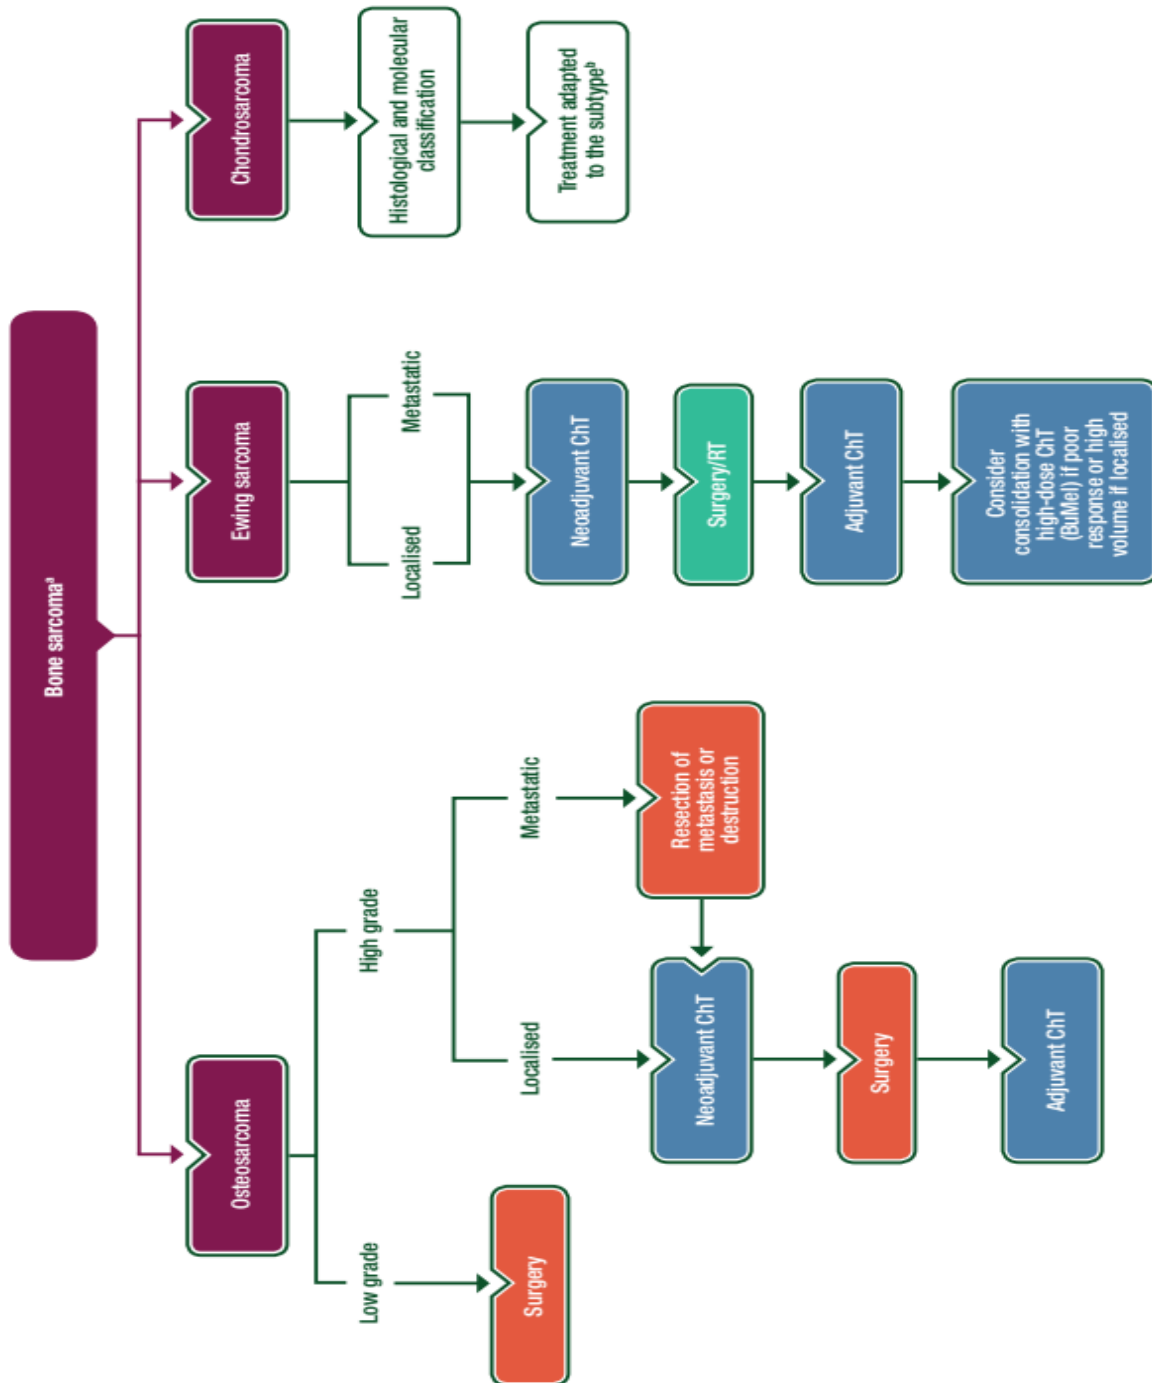 Bone sarcomaᵃ
Osteosarcoma
Low grade
Surgery
High grade
Localised
Metastatic
Resection of
metastasis or
destruction
Neoadjuvant ChT
Surgery
Adjuvant ChT
Ewing sarcoma
Localised
Metastatic
Neoadjuvant ChT
Surgery/RT
Adjuvant ChT
Consider
consolidation with
high-dose ChT
(BuMel) if poor
response or high
volume if localised
Chondrosarcoma
Histological and molecular
classification
Treatment adapted
to the subtypeᵇ